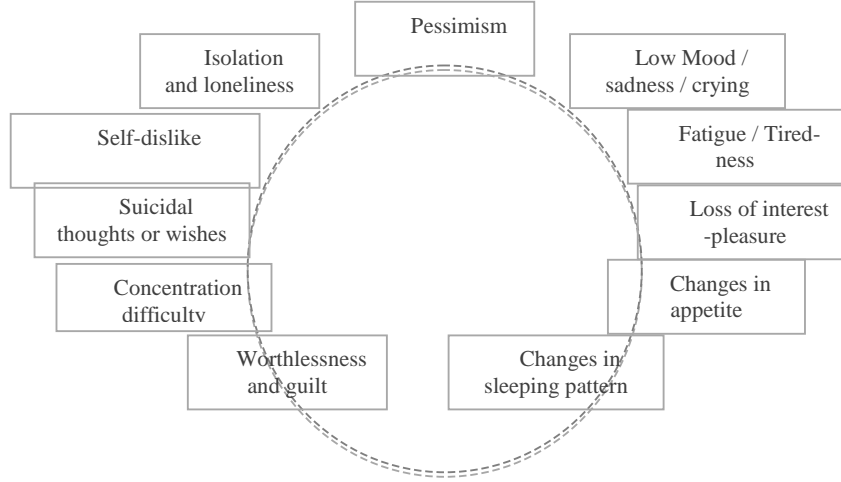 Pessimism
Isolation
and loneliness
Low Mood /
sadness / crying
Self-dislike
Fatigue / Tired-
ness
Suicidal
thoughts or wishes
Loss of interest
-pleasure
Concentration
difficulty
Changes in
appetite
Worthlessness
and guilt
Changes in
sleeping pattern